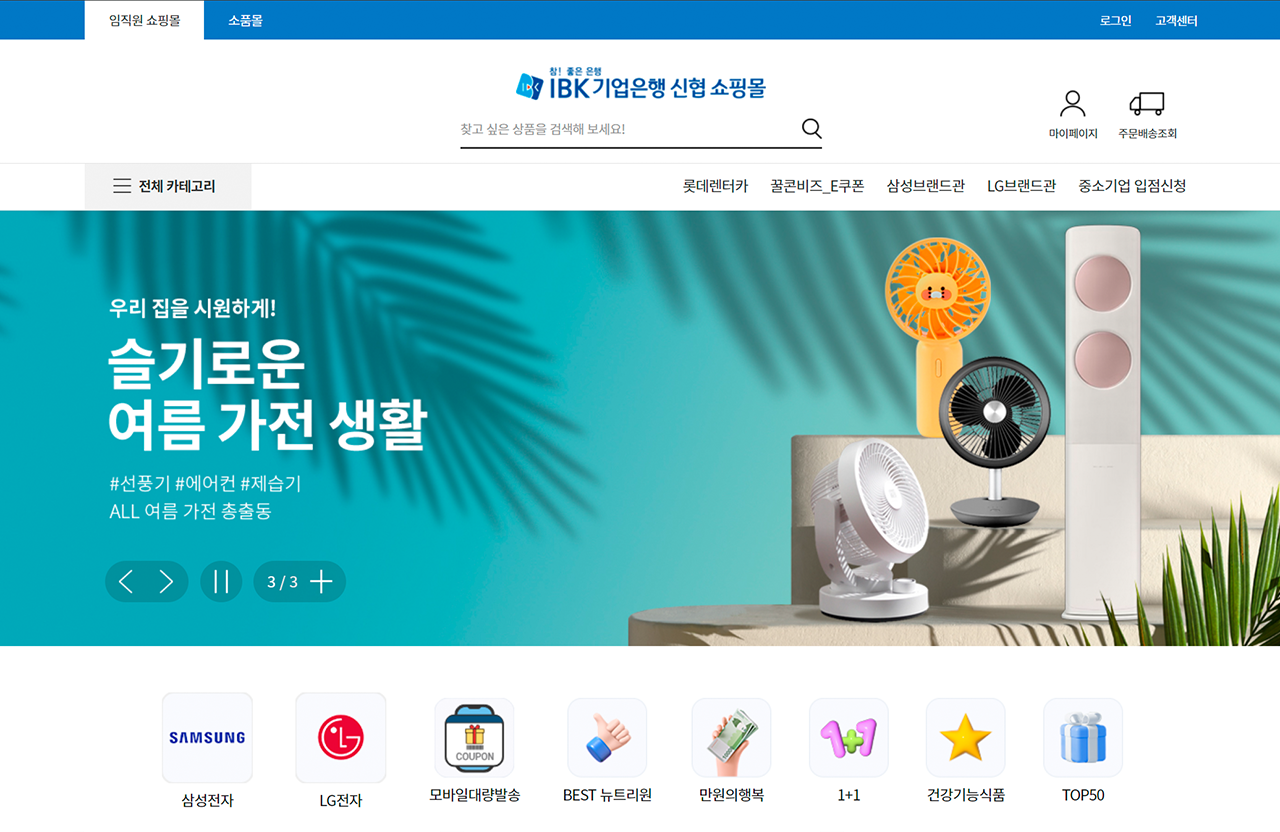 임직원 쇼핑몰
소품몰
로그인
고객센터
참! 좋은 은행
IBK기업은행 신협 쇼핑몰
찾고 싶은 상품을 검색해 보세요!
마이페이지
주문배송조회
전체 카테고리
롯데렌터카
꿀콘비즈_E쿠폰
삼성브랜드관
LG브랜드관
중소기업 입점신청
우리 집을 시원하게!
슬기로운
여름 가전 생활
#선풍기 #에어컨 #제습기
ALL 여름 가전 총출동
3 / 3
SAMSUNG
COUPON
1+1
삼성전자
LG전자
모바일대량발송
BEST 뉴트리원
만원의행복
1+1
건강기능식품
TOP50